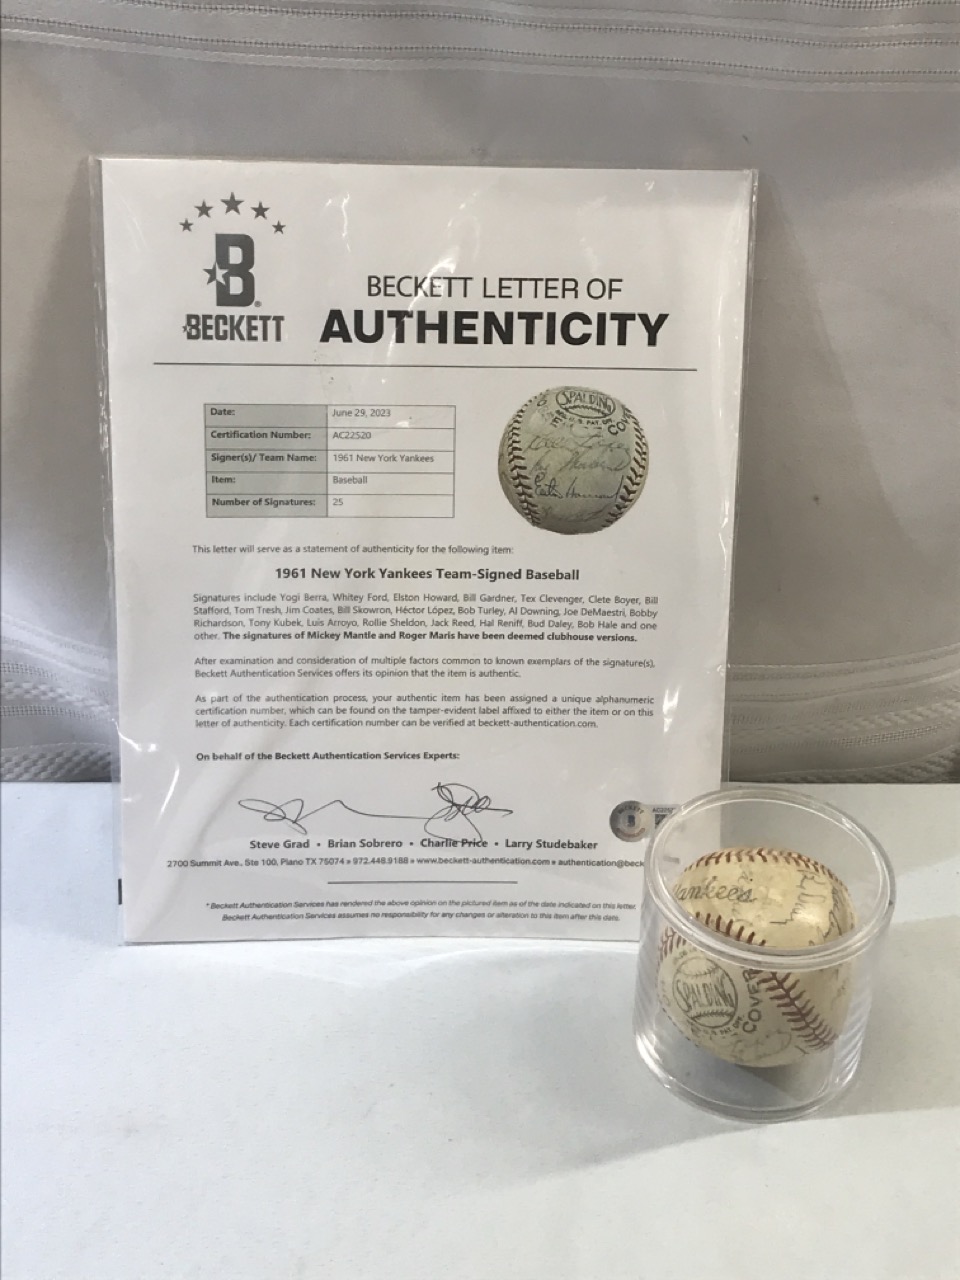 BECKETT
BECKETT LETTER OF
AUTHENTICITY
Date: June 29, 2023
Certification Number: AC22520
Signer(s)/ Team Name: 1961 New York Yankees
Item: Baseball
Number of Signatures: 25
SPALDING
COVER
This letter will serve as a statement of authenticity for the following item:
1961 New York Yankees Team-Signed Baseball
Signatures include Yogi Berra, Whitey Ford, Elston Howard, Bill Gardner, Tex Clevenger, Clete Boyer, Bill
Stafford, Tom Tresh, Jim Coates, Bill Skowron, Héctor López, Bob Turley, Al Downing, Joe DeMaestri, Bobby
Richardson, Tony Kubek, Luis Arroyo, Rollie Sheldon, Jack Reed, Hal Reniff, Bud Daley, Bob Hale and one
other. The signatures of Mickey Mantle and Roger Maris have been deemed clubhouse versions.
After examination and consideration of multiple factors common to known exemplars of the signature(s),
Beckett Authentication Services offers its opinion that the item is authentic.
As part of the authentication process, your authentic item has been assigned a unique alphanumeric
certification number, which can be found on the tamper-evident label affixed to either the item or on this
letter of authenticity. Each certification number can be verified at beckett-authentication.com.
On behalf of the Beckett Authentication Services Experts:
Steve Grad • Brian Sobrero • Charlie Price • Larry Studebaker
2700 Summit Ave, Ste 100, Plano TX 75074 » 972.448.9188 » www.beckett-authentication.com » authentication@beck
* Beckett Authentication Services has rendered the above opinion on the pictured item as of the date indicated on this letter.
Beckett Authentication Services assumes no responsibility for any changes or alteration to this item after this date.
Yankees
SPALDING
COVER